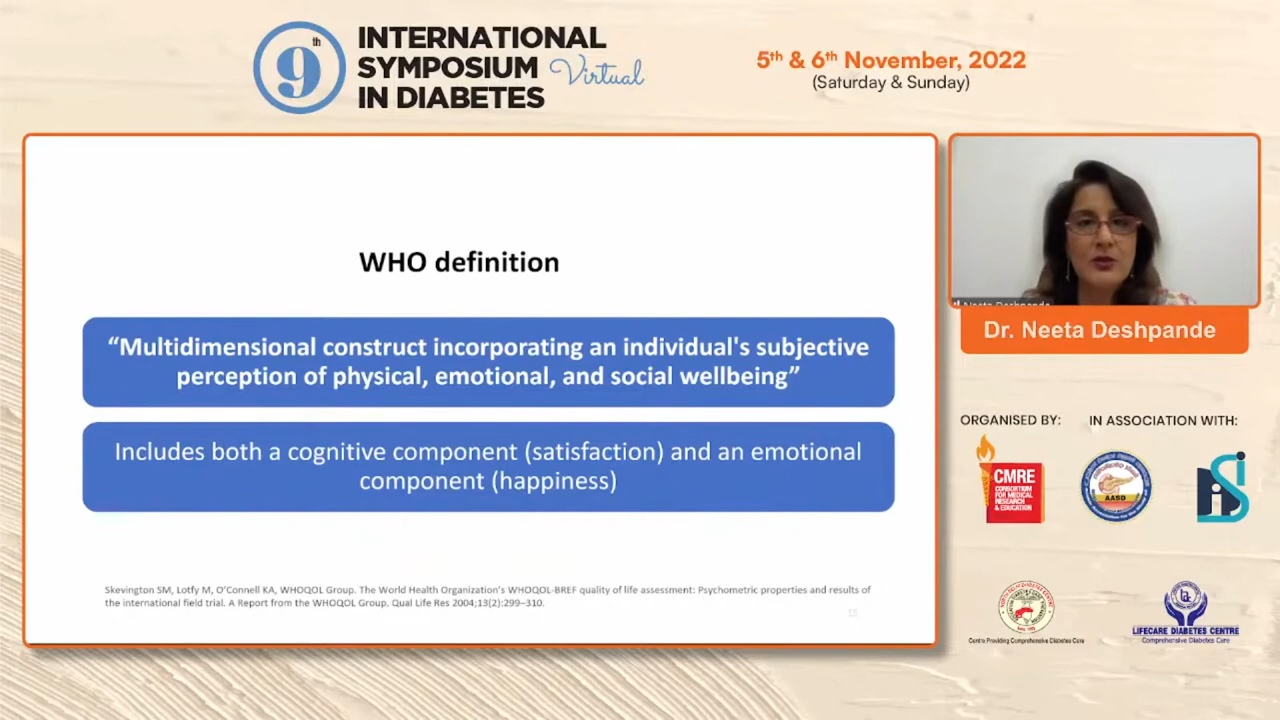 9th
INTERNATIONAL
SYMPOSIUM Virtual
IN DIABETES
5th & 6th November, 2022
(Saturday & Sunday)
WHO definition
“Multidimensional construct incorporating an individual's subjective
perception of physical, emotional, and social wellbeing”
Includes both a cognitive component (satisfaction) and an emotional
component (happiness)
Skevington SM, Lotfy M, O’Connell KA, WHOQOL Group. The World Health Organization’s WHOQOL-BREF quality of life assessment: Psychometric properties and results of
the international field trial. A Report from the WHOQOL Group. Qual Life Res 2004;13(2):299–310.
15
Neeta Deshpande
Dr. Neeta Deshpande
ORGANISED BY:
IN ASSOCIATION WITH:
CMRE
CONSORTIUM
FOR MEDICAL
RESEARCH
& EDUCATION
AASD
Centre Providing Comprehensive Diabetes Care
LIFECARE DIABETES CENTRE
Comprehensive Diabetes Care